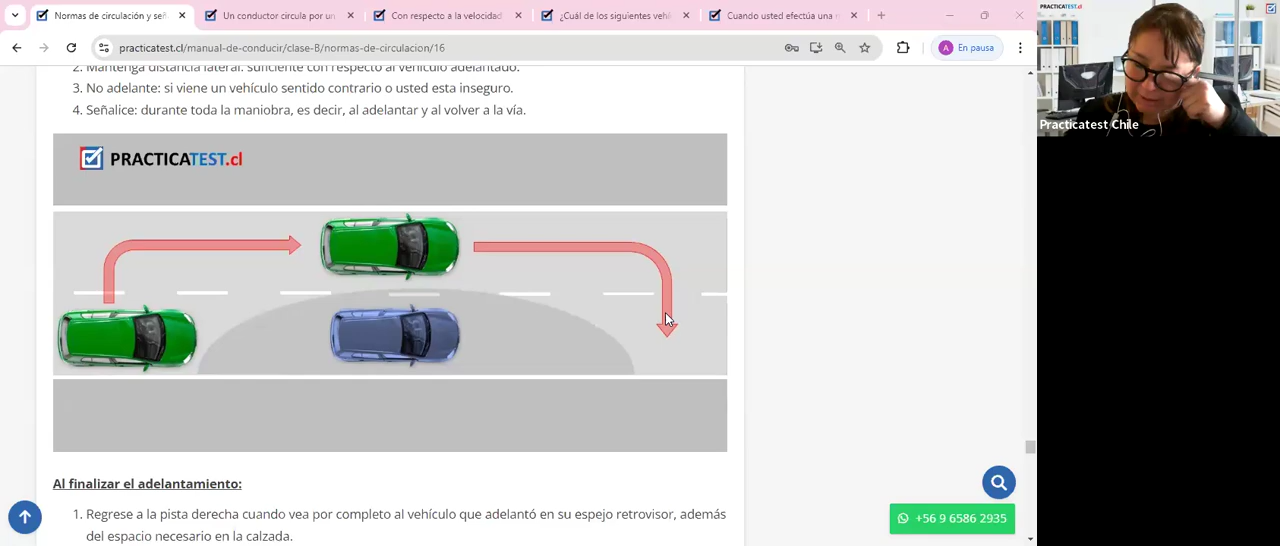 Normas de circulación y señ
Un conductor circula por un
Con respecto a la velocidad
¿Cuál de los siguientes vehí
Cuando usted efectúa una
practicatest.cl/manual-de-conducir/clase-B/normas-de-circulacion/16
A
En pausa
PRACTICATEST.cl
Practicatest Chile
2. Mantenga distancia lateral: suficiente con respecto al vehículo adelantado.
3. No adelante: si viene un vehículo sentido contrario o usted esta inseguro.
4. Señalice: durante toda la maniobra, es decir, al adelantar y al volver a la vía.
PRACTICATEST.cl
Al finalizar el adelantamiento:
1. Regrese a la pista derecha cuando vea por completo al vehículo que adelantó en su espejo retrovisor, además
del espacio necesario en la calzada.
+56 9 6586 2935